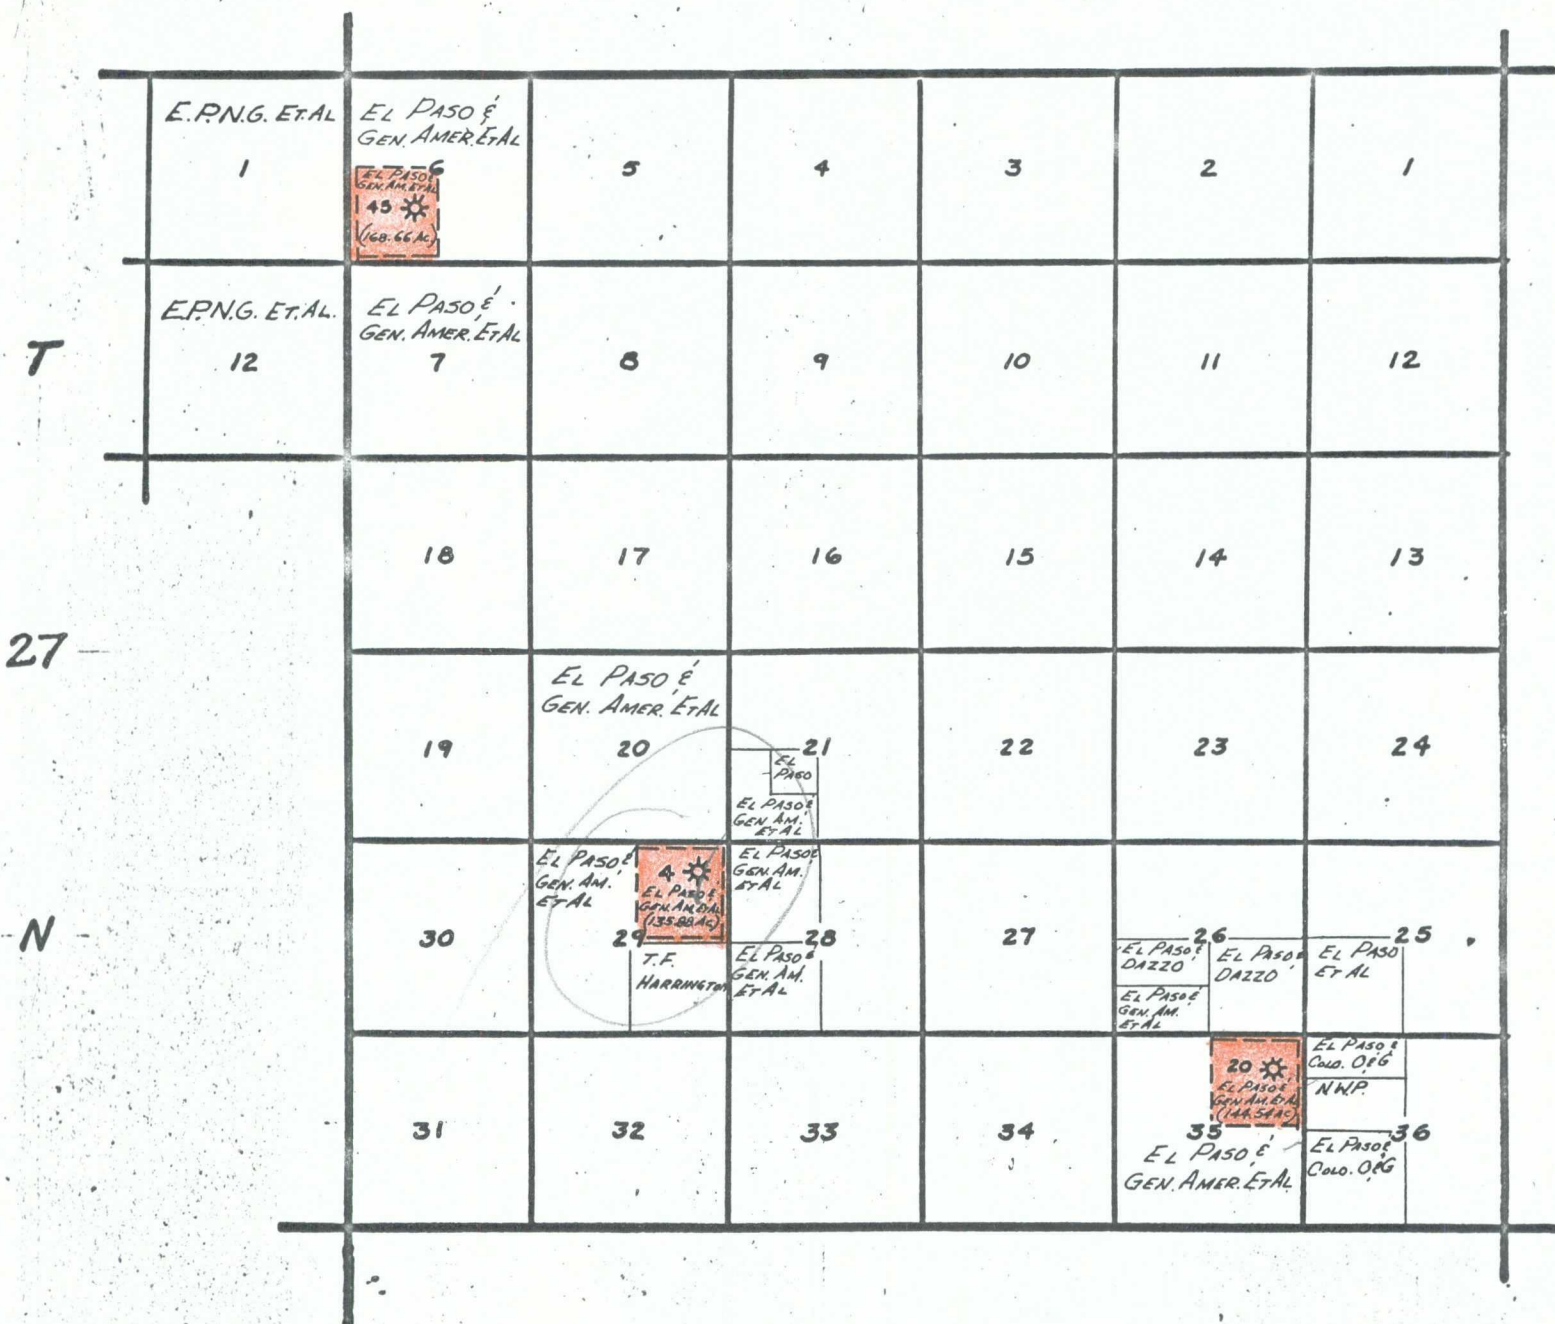 E.P.N.G. ET.AL
1
EL PASO &
GEN. AMER. ET AL
6
EL PASO &
GEN. AM. ET AL
45
(168.66 AC)
5
4
3
2
1
T
E.P.N.G. ET. AL.
12
EL PASO &
GEN. AMER. ET AL
7
8
9
10
11
12
18
17
16
15
14
13
27
19
EL PASO &
GEN. AMER. ET AL
20
21
EL
PASO
EL PASO &
GEN. AM.
ET AL
22
23
24
N
30
EL PASO &
GEN. AM.
ET AL
4
EL PASO &
GEN. AM. ET AL
(135.88 AC)
29
T.F.
HARRINGTON
EL PASO &
GEN. AM.
ET AL
28
EL PASO &
GEN. AM.
ET AL
27
26
EL PASO &
DAZZO
EL PASO &
DAZZO
EL PASO &
GEN. AM.
ET AL
25
EL PASO
ET AL
31
32
33
34
20
EL PASO &
GEN. AM. ET AL
(144.54 AC)
35
EL PASO &
GEN. AMER. ET AL
EL PASO &
COLO. O&G
N.W.P.
36
EL PASO &
COLO. O&G